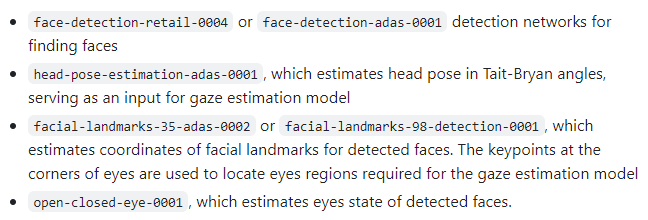 • face-detection-retail-0004 or face-detection-adas-0001 detection networks for
finding faces
• head-pose-estimation-adas-0001, which estimates head pose in Tait-Bryan angles,
serving as an input for gaze estimation model
• facial-landmarks-35-adas-0002 or facial-landmarks-98-detection-0001, which
estimates coordinates of facial landmarks for detected faces. The keypoints at the
corners of eyes are used to locate eyes regions required for the gaze estimation model
• open-closed-eye-0001, which estimates eyes state of detected faces.